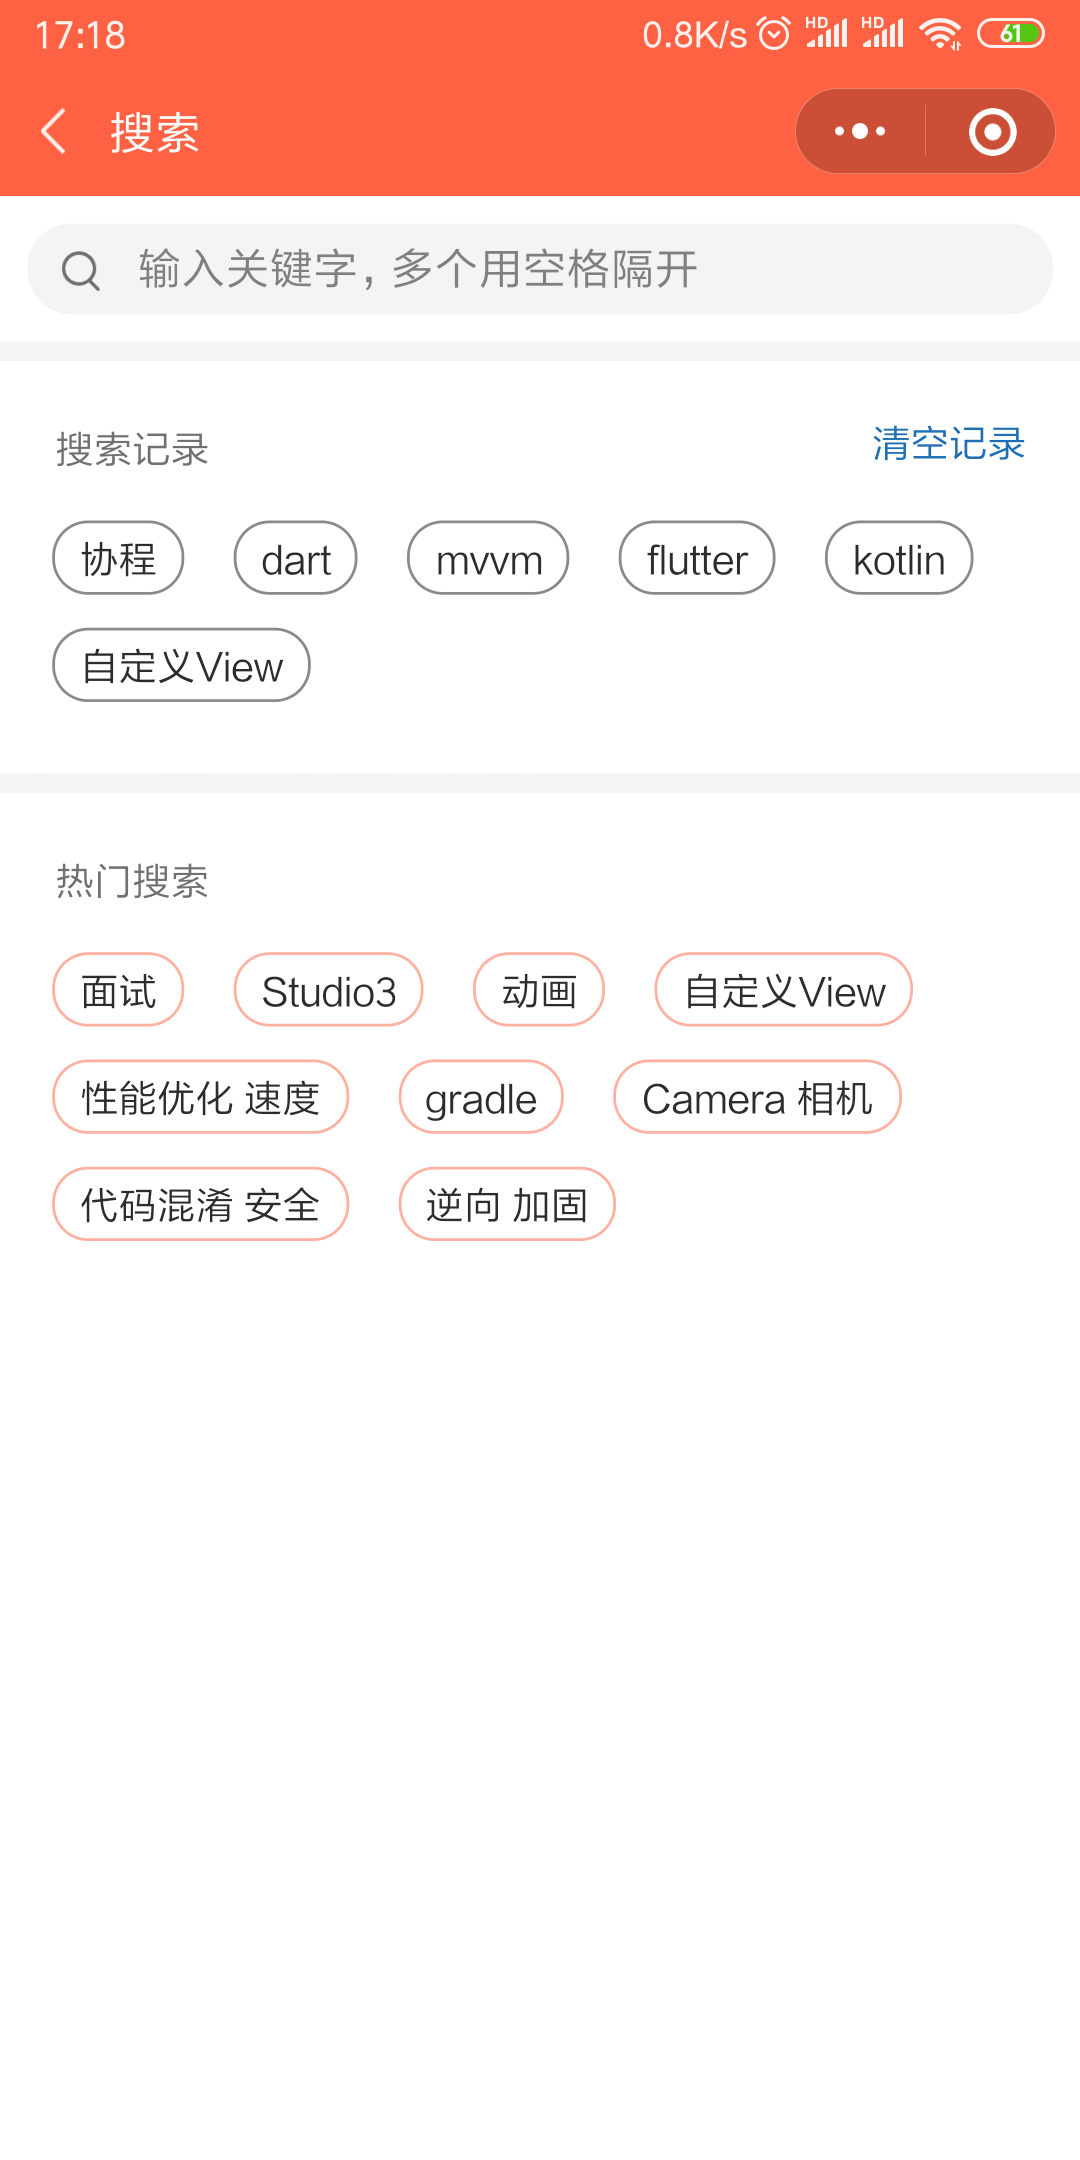 17:18 0.8K/s HD HD 61
搜索
输入关键字，多个用空格隔开
搜索记录 清空记录
协程 dart mvvm flutter kotlin
自定义View
热门搜索
面试 Studio3 动画 自定义View
性能优化 速度 gradle Camera 相机
代码混淆 安全 逆向 加固